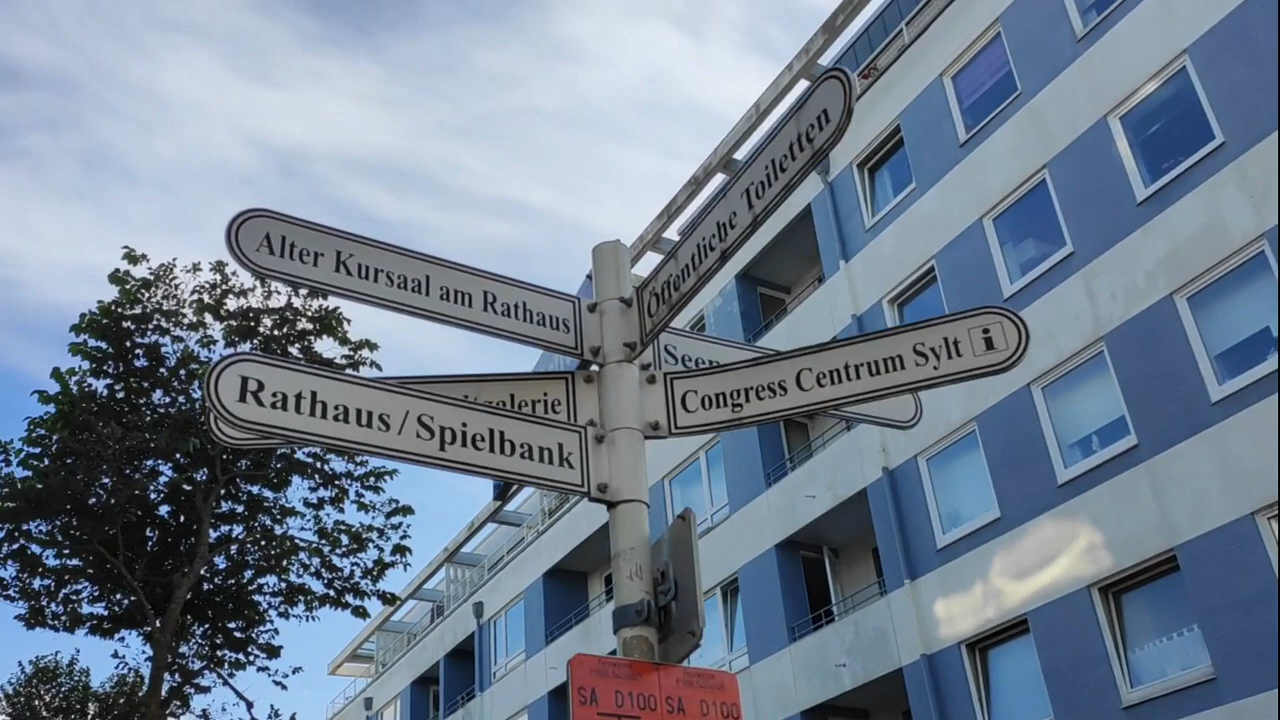 Alter Kursaal am Rathaus
Öffentliche Toiletten
Congress Centrum Sylt i
Rathaus / Spielbank
SA D100 SA D100